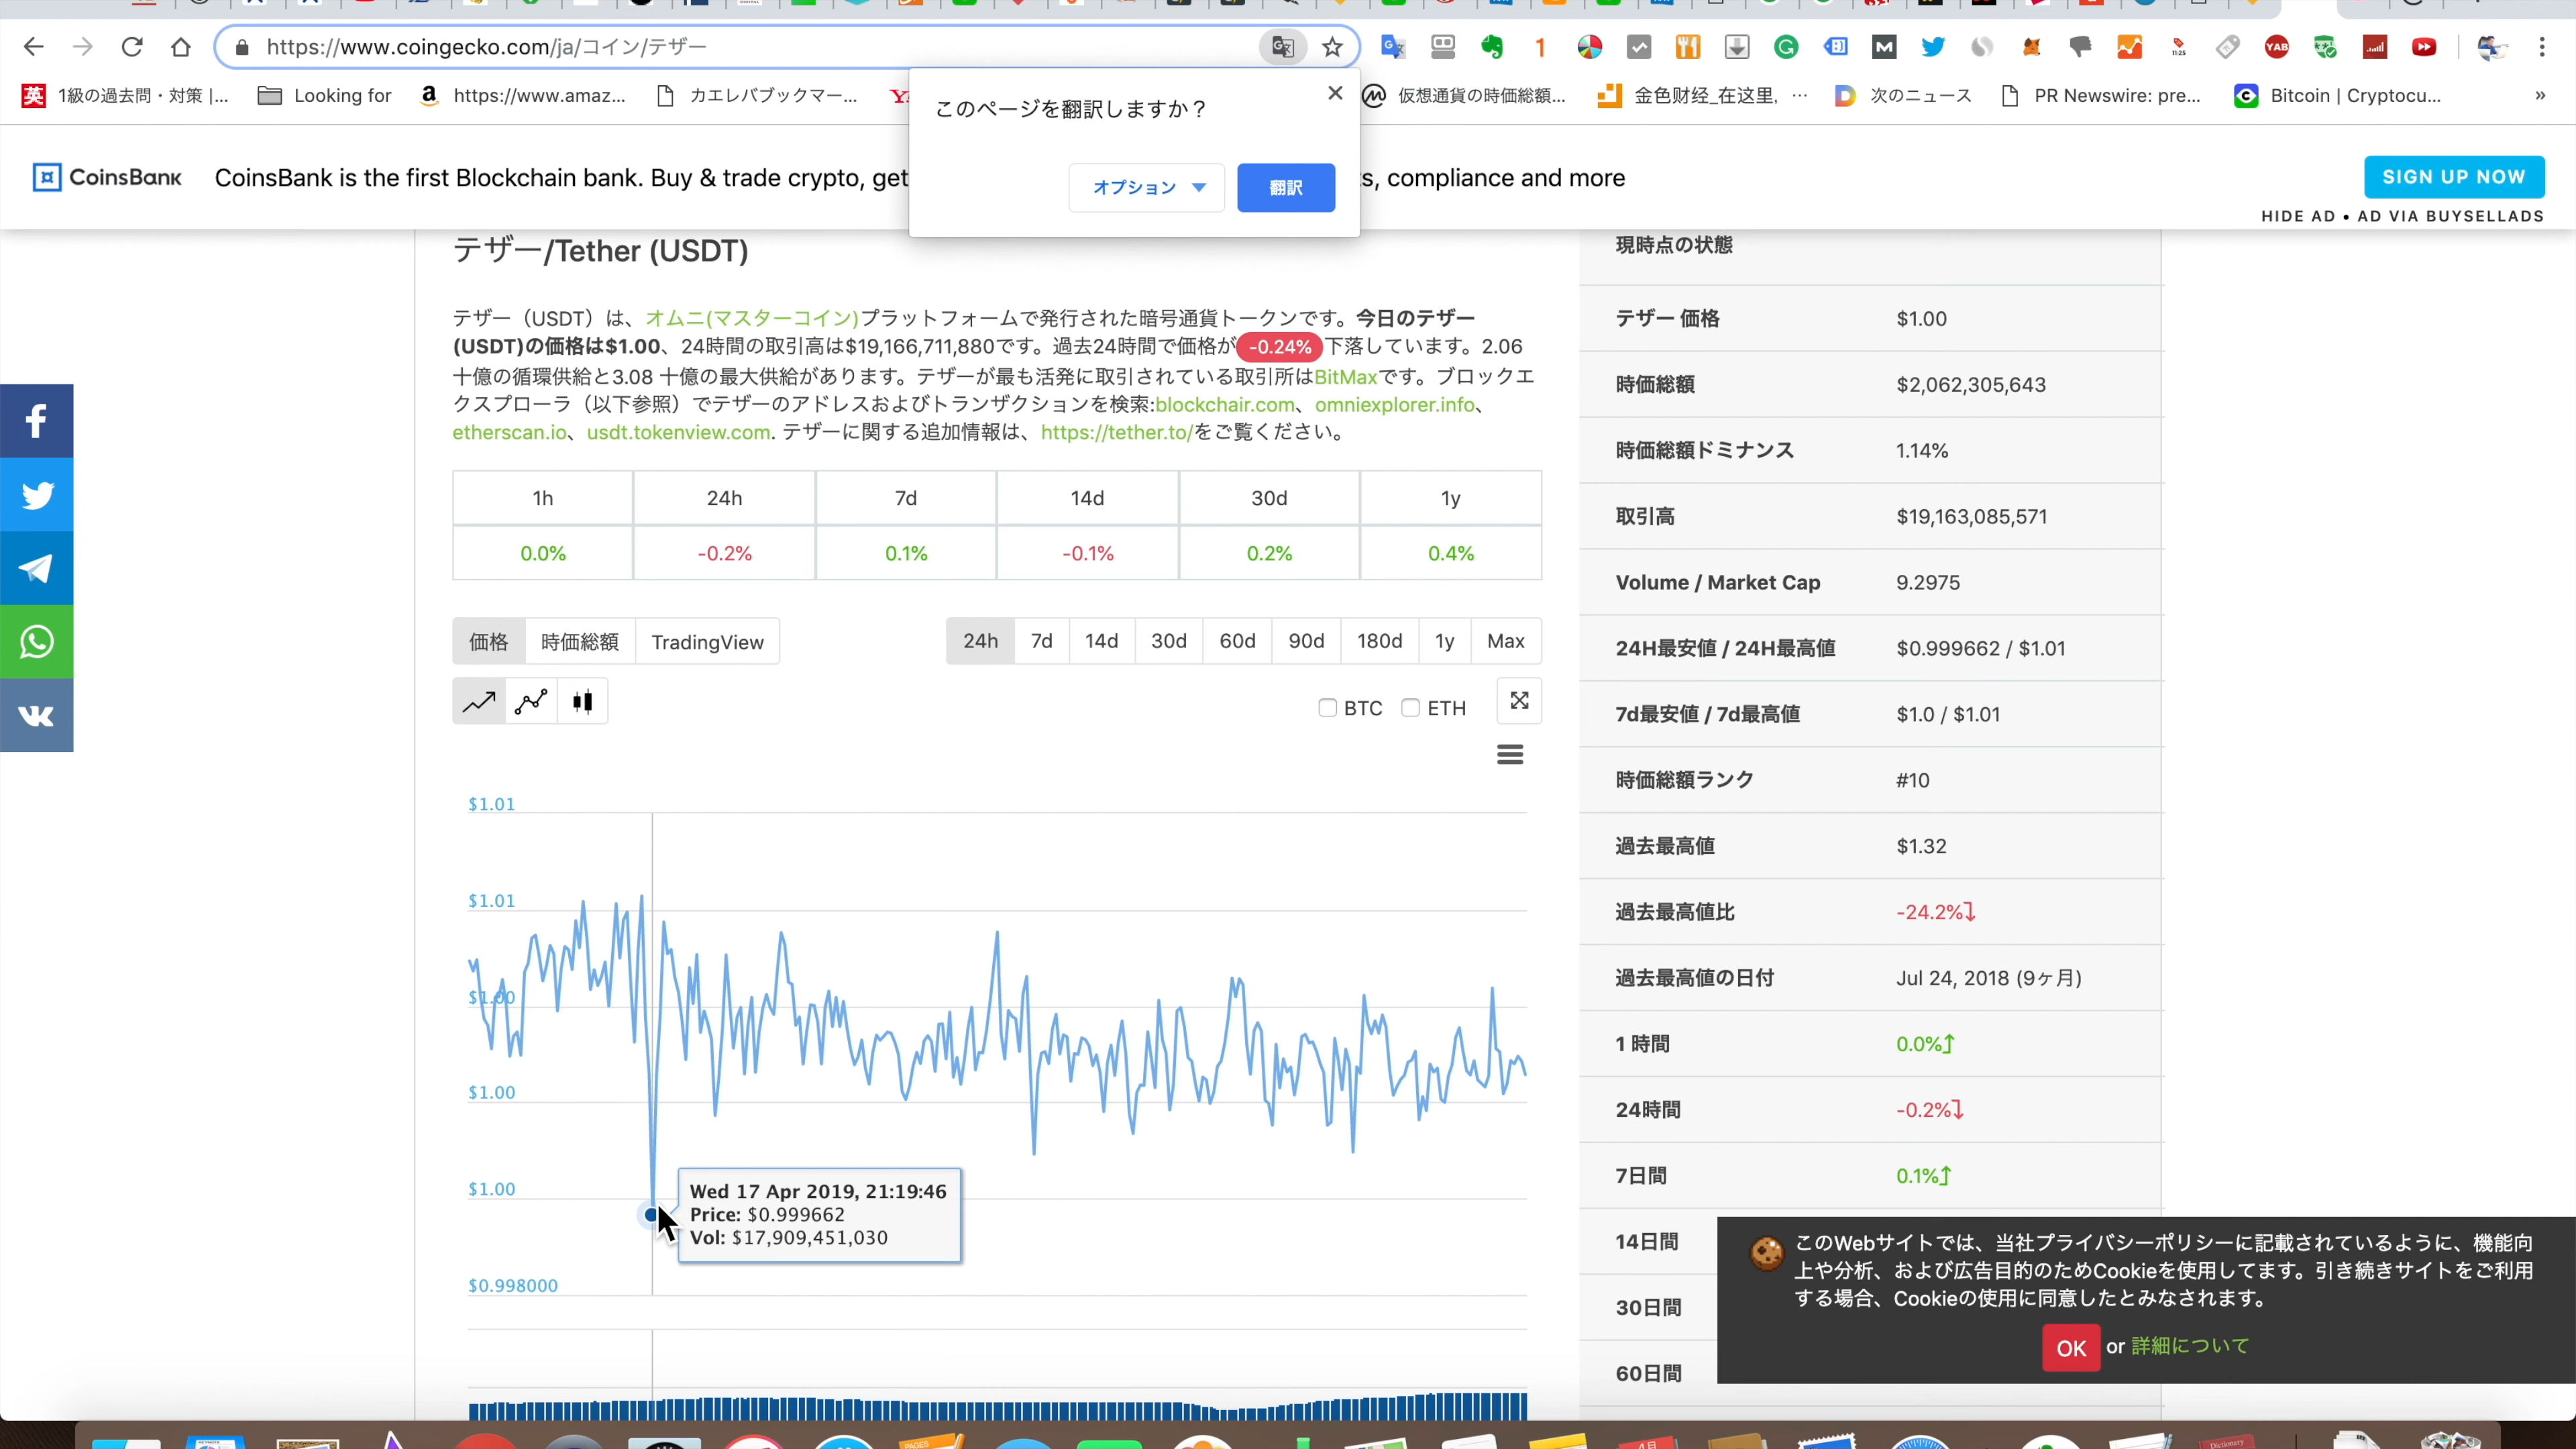 https://www.coingecko.com/ja/コイン/テザー
1級の過去問・対策 |...
Looking for
https://www.amaz...
カエレバブックマー...
仮想通貨の時価総額...
金色财经_在这里, ...
次のニュース
PR Newswire: pre...
Bitcoin | Cryptocu...
»
このページを翻訳しますか？
オプション
翻訳
CoinsBank
CoinsBank is the first Blockchain bank. Buy & trade crypto, get
s, compliance and more
SIGN UP NOW
HIDE AD • AD VIA BUYSELLADS
テザー/Tether (USDT)
テザー（USDT）は、オムニ(マスターコイン)プラットフォームで発行された暗号通貨トークンです。今日のテザー
(USDT)の価格は$1.00、24時間の取引高は$19,166,711,880です。過去24時間で価格が -0.24% 下落しています。2.06
十億の循環供給と3.08 十億の最大供給があります。テザーが最も活発に取引されている取引所はBitMaxです。ブロックエ
クスプローラ（以下参照）でテザーのアドレスおよびトランザクションを検索:blockchair.com、omniexplorer.info、
etherscan.io、usdt.tokenview.com. テザーに関する追加情報は、https://tether.to/をご覧ください。
1h 24h 7d 14d 30d 1y
0.0% -0.2% 0.1% -0.1% 0.2% 0.4%
価格 時価総額 TradingView
24h 7d 14d 30d 60d 90d 180d 1y Max
BTC ETH
$1.01
$1.01
$1.00
$1.00
$1.00
$0.998000
Wed 17 Apr 2019, 21:19:46
Price: $0.999662
Vol: $17,909,451,030
現時点の状態
テザー 価格 $1.00
時価総額 $2,062,305,643
時価総額ドミナンス 1.14%
取引高 $19,163,085,571
Volume / Market Cap 9.2975
24H最安値 / 24H最高値 $0.999662 / $1.01
7d最安値 / 7d最高値 $1.0 / $1.01
時価総額ランク #10
過去最高値 $1.32
過去最高値比 -24.2%
過去最高値の日付 Jul 24, 2018 (9ヶ月)
1 時間 0.0%
24時間 -0.2%
7日間 0.1%
14日間
30日間
60日間
このWebサイトでは、当社プライバシーポリシーに記載されているように、機能向
上や分析、および広告目的のためCookieを使用してます。引き続きサイトをご利用
する場合、Cookieの使用に同意したとみなされます。
OK or 詳細について